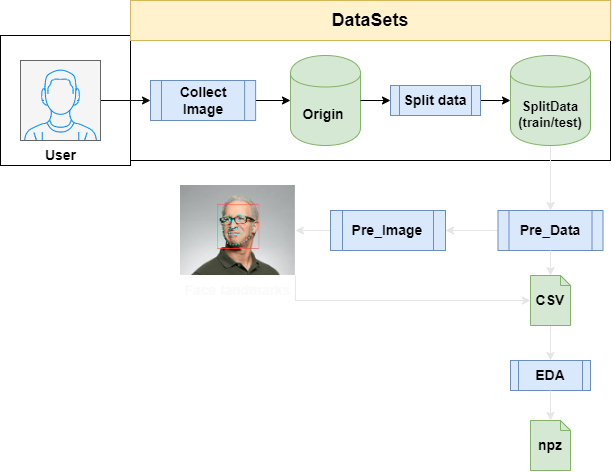 DataSets
User
Collect
Image
Origin
Split data
SplitData
(train/test)
Pre_Image
Pre_Data
Face landmarks
CSV
EDA
npz